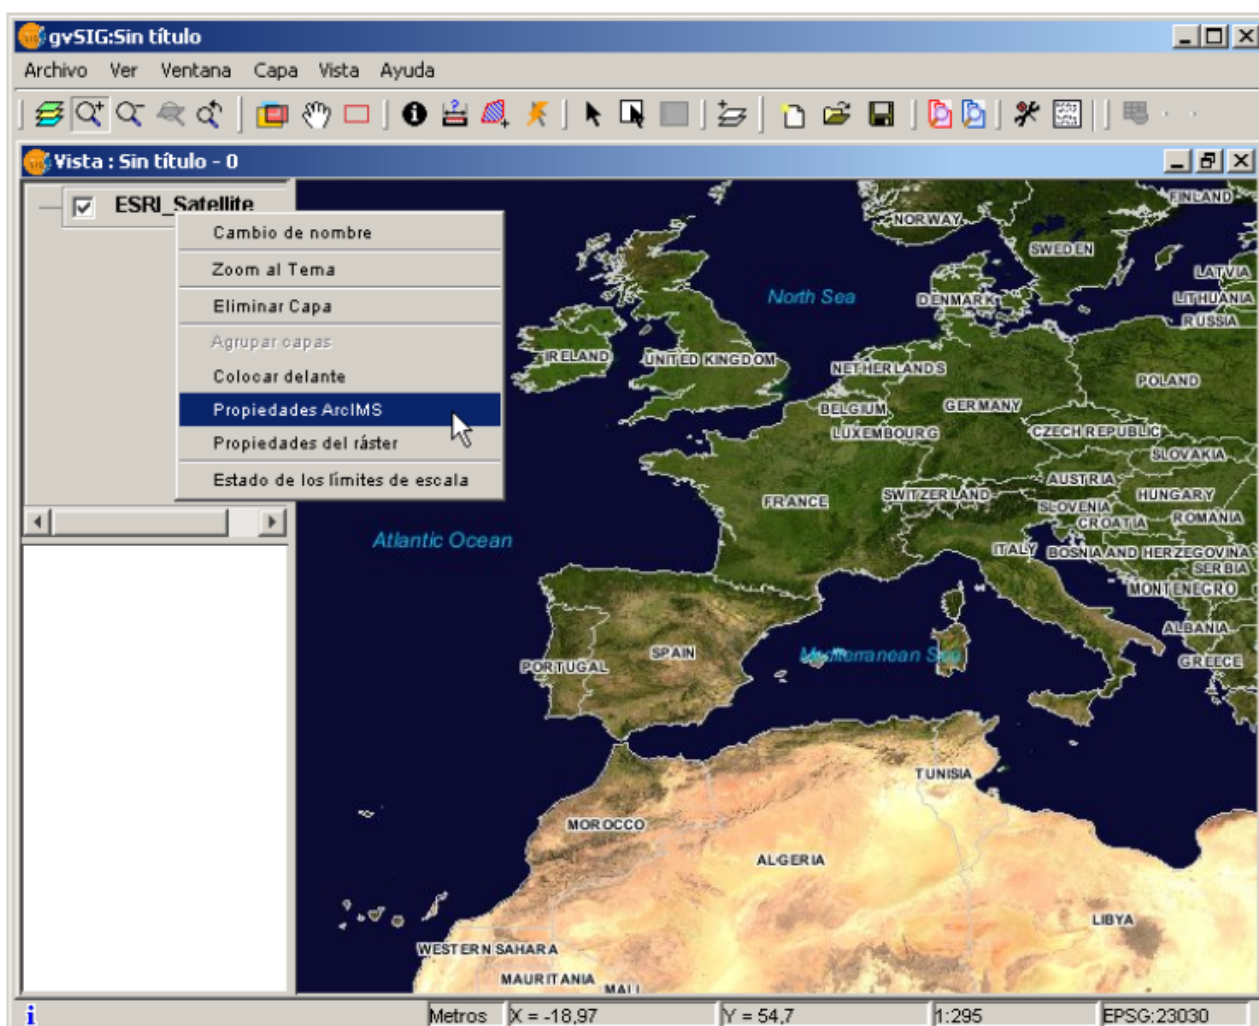 gvSIG:Sin título
Archivo Ver Ventana Capa Vista Ayuda
Vista : Sin título - 0
ESRI_Satellite
Cambio de nombre
Zoom al Tema
Eliminar Capa
Agrupar capas
Colocar delante
Propiedades ArcIMS
Propiedades del ráster
Estado de los límites de escala
FINLAND
NORWAY
SWEDEN
LATVIA
North Sea
DENMARK
LITHUANIA
RUSSIA
IRELAND
UNITED KINGDOM
NETHERLANDS
POLAND
BELGIUM
GERMANY
LUXEMBOURG
CZECH REPUBLIC
SLOVAKIA
AUSTRIA
FRANCE
SWITZERLAND
HUNGARY
SLOVENIA
CROATIA
ROMANIA
Atlantic Ocean
ITALY
BOSNIA AND HERZEGOVINA
SERBIA
MONTENEGRO
ALBANIA
SPAIN
Mediterranean Sea
PORTUGAL
GREECE
TUNISIA
MOROCCO
ALGERIA
LIBYA
WESTERN SAHARA
MAURITANIA
MALI
Metros X = -18,97 Y = 54,7 1:295 EPSG:23030